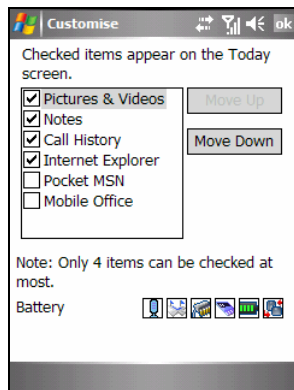 Customise
ok
Checked items appear on the Today
screen.
Pictures & Videos
Move Up
Notes
Call History
Move Down
Internet Explorer
Pocket MSN
Mobile Office
Note: Only 4 items can be checked at
most.
Battery